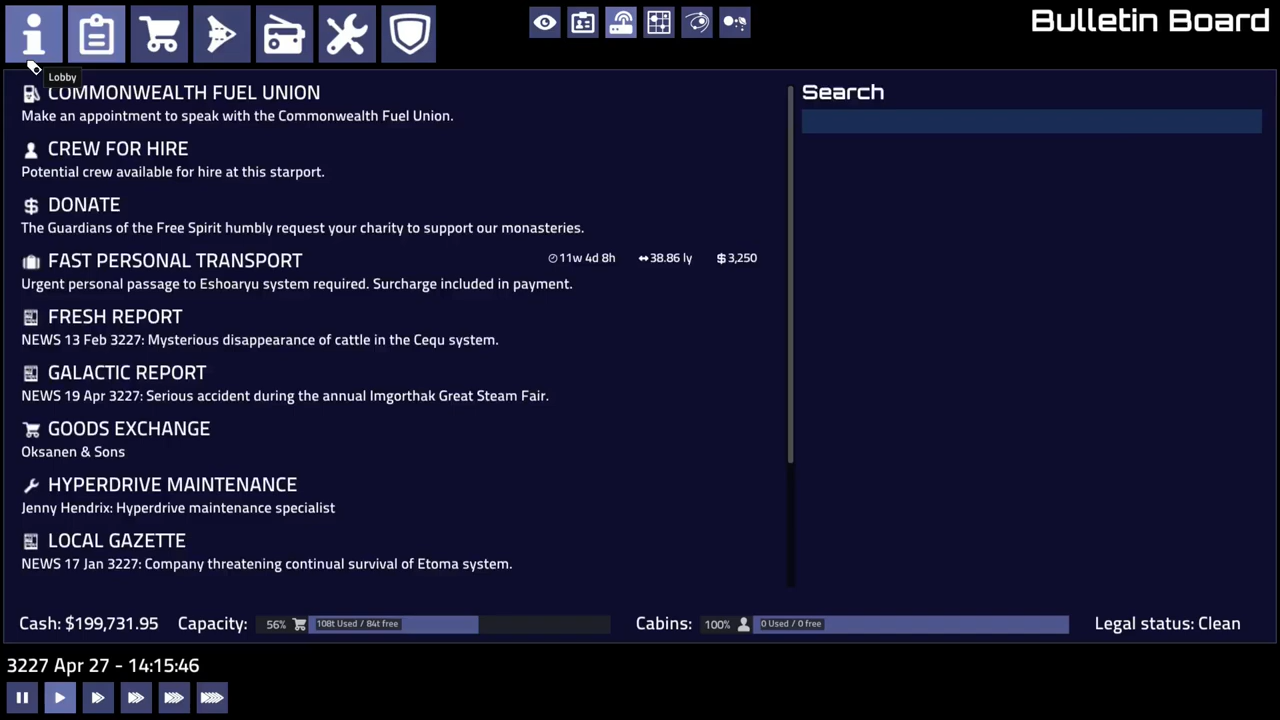 Bulletin Board
Lobby
COMMONWEALTH FUEL UNION
Make an appointment to speak with the Commonwealth Fuel Union.
CREW FOR HIRE
Potential crew available for hire at this starport.
DONATE
The Guardians of the Free Spirit humbly request your charity to support our monasteries.
FAST PERSONAL TRANSPORT 11w 4d 8h 38.86 ly $3,250
Urgent personal passage to Eshoaryu system required. Surcharge included in payment.
FRESH REPORT
NEWS 13 Feb 3227: Mysterious disappearance of cattle in the Cequ system.
GALACTIC REPORT
NEWS 19 Apr 3227: Serious accident during the annual Imgorthak Great Steam Fair.
GOODS EXCHANGE
Oksanen & Sons
HYPERDRIVE MAINTENANCE
Jenny Hendrix: Hyperdrive maintenance specialist
LOCAL GAZETTE
NEWS 17 Jan 3227: Company threatening continual survival of Etoma system.
Search
Cash: $199,731.95 Capacity: 56% 108t Used / 84t free Cabins: 100% 0 Used / 0 free Legal status: Clean
3227 Apr 27 - 14:15:46